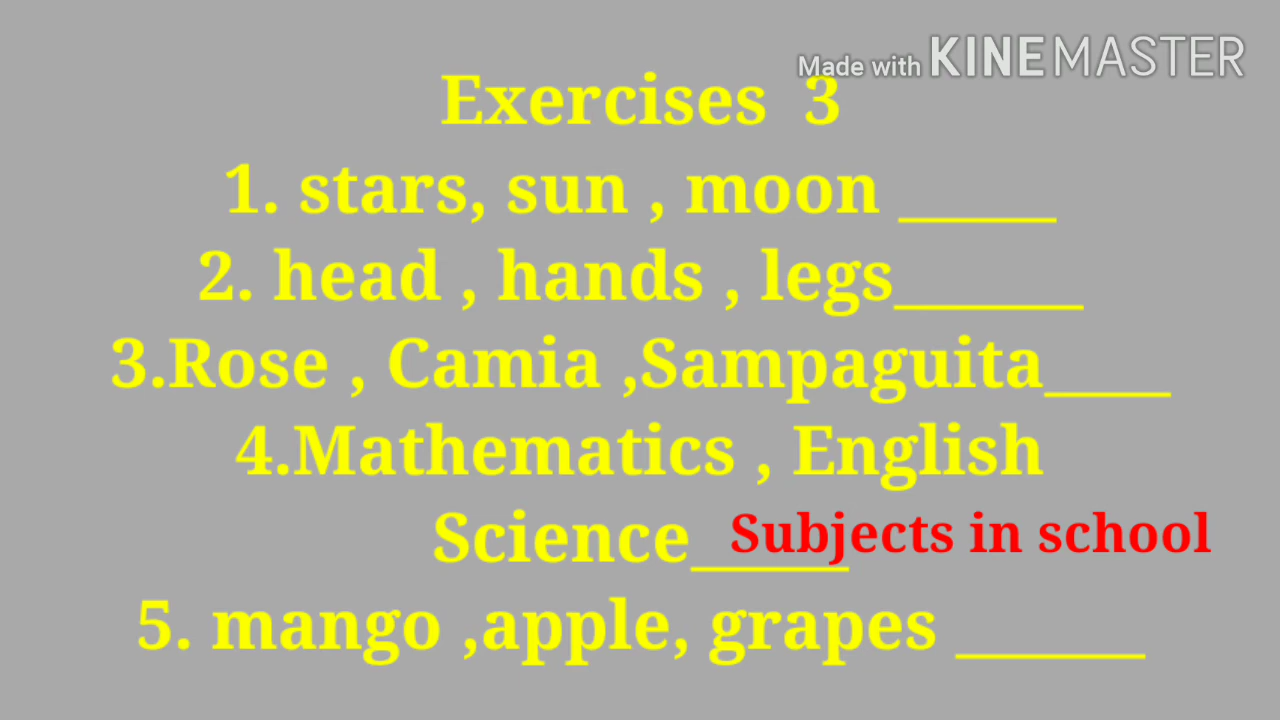 Made with KINEMASTER
Exercises 3
1. stars, sun , moon _____
2. head , hands , legs______
3.Rose , Camia ,Sampaguita____
4.Mathematics , English
Science_____ Subjects in school
5. mango ,apple, grapes ______